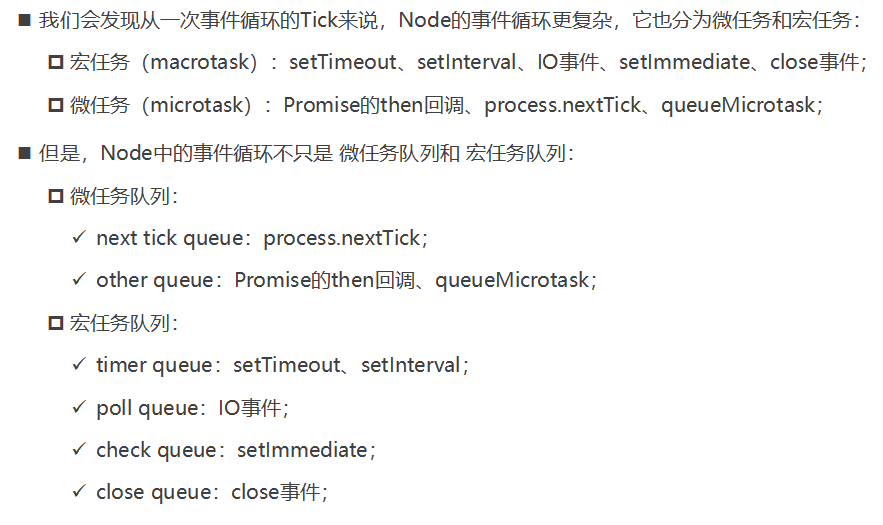 ■ 我们会发现从一次事件循环的Tick来说，Node的事件循环更复杂，它也分为微任务和宏任务：
宏任务（macrotask）：setTimeout、setInterval、IO事件、setImmediate、close事件；
微任务（microtask）：Promise的then回调、process.nextTick、queueMicrotask；
■ 但是，Node中的事件循环不只是 微任务队列和 宏任务队列：
微任务队列：
✓ next tick queue：process.nextTick；
✓ other queue：Promise的then回调、queueMicrotask；
宏任务队列：
✓ timer queue：setTimeout、setInterval；
✓ poll queue：IO事件；
✓ check queue：setImmediate；
✓ close queue：close事件；